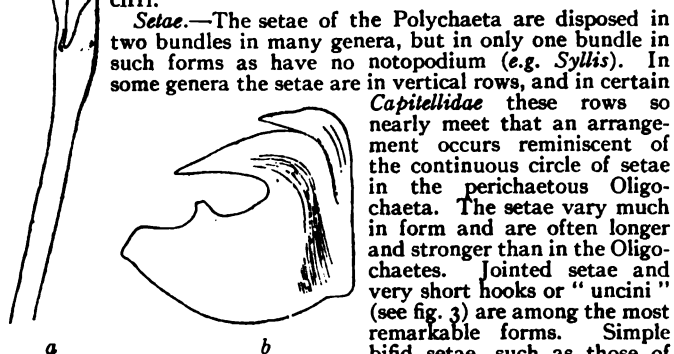 Setae.—The setae of the Polychaeta are disposed in
two bundles in many genera, but in only one bundle in
such forms as have no notopodium (e.g. Syllis). In
some genera the setae are in vertical rows, and in certain
Capitellidae these rows so
nearly meet that an arrange-
ment occurs reminiscent of
the continuous circle of setae
in the perichaetous Oligo-
chaeta. The setae vary much
in form and are often longer
and stronger than in the Oligo-
chaetes. Jointed setae and
very short hooks or “ uncini ”
(see fig. 3) are among the most
remarkable forms. Simple
bifid setae, such as those of
a
b